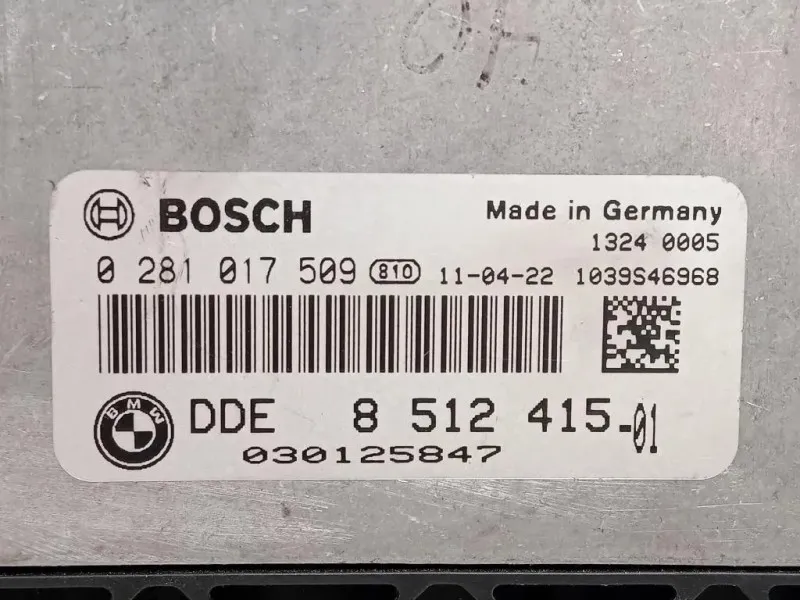 BOSCH
Made in Germany
1324 0005
0 281 017 509 810 11-04-22 1039S46968
BMW DDE 8 512 415-01
030125847